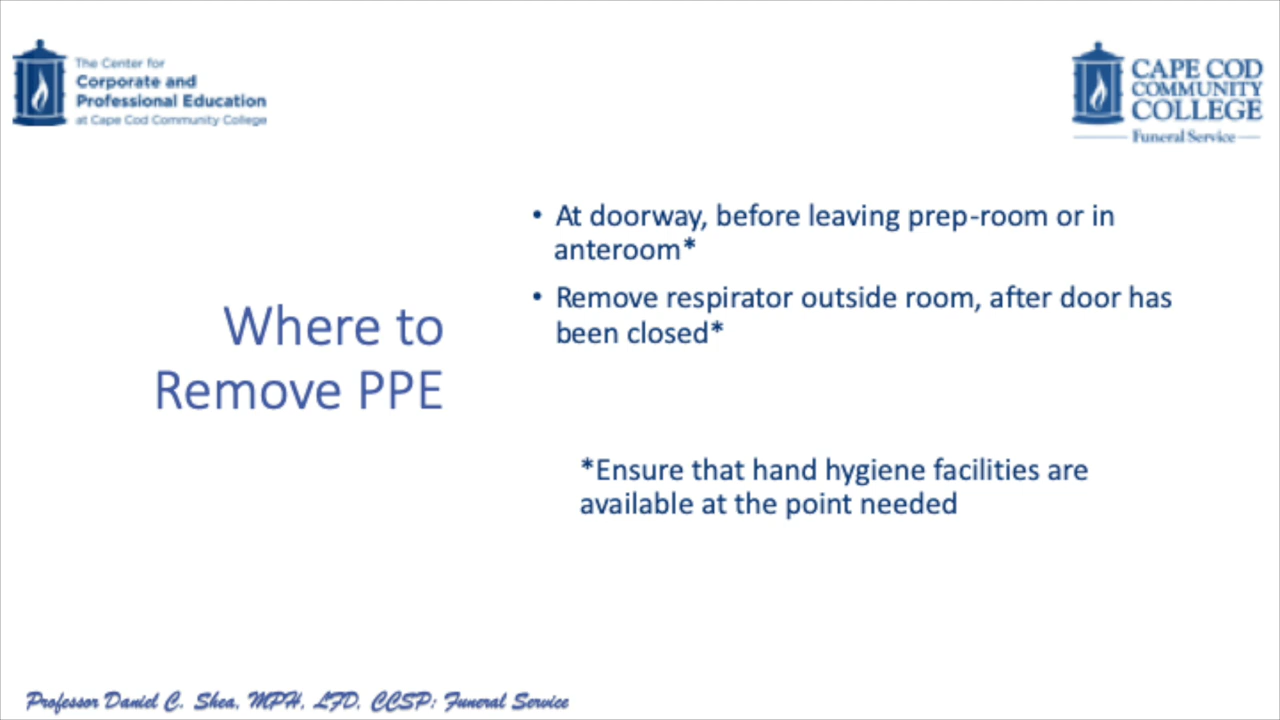 The Center for
Corporate and
Professional Education
at Cape Cod Community College
CAPE COD
COMMUNITY
COLLEGE
Funeral Service
Where to
Remove PPE
• At doorway, before leaving prep-room or in
anteroom*
• Remove respirator outside room, after door has
been closed*
*Ensure that hand hygiene facilities are
available at the point needed
Professor Daniel C. Shea, MPH, LFD, CCSP: Funeral Service